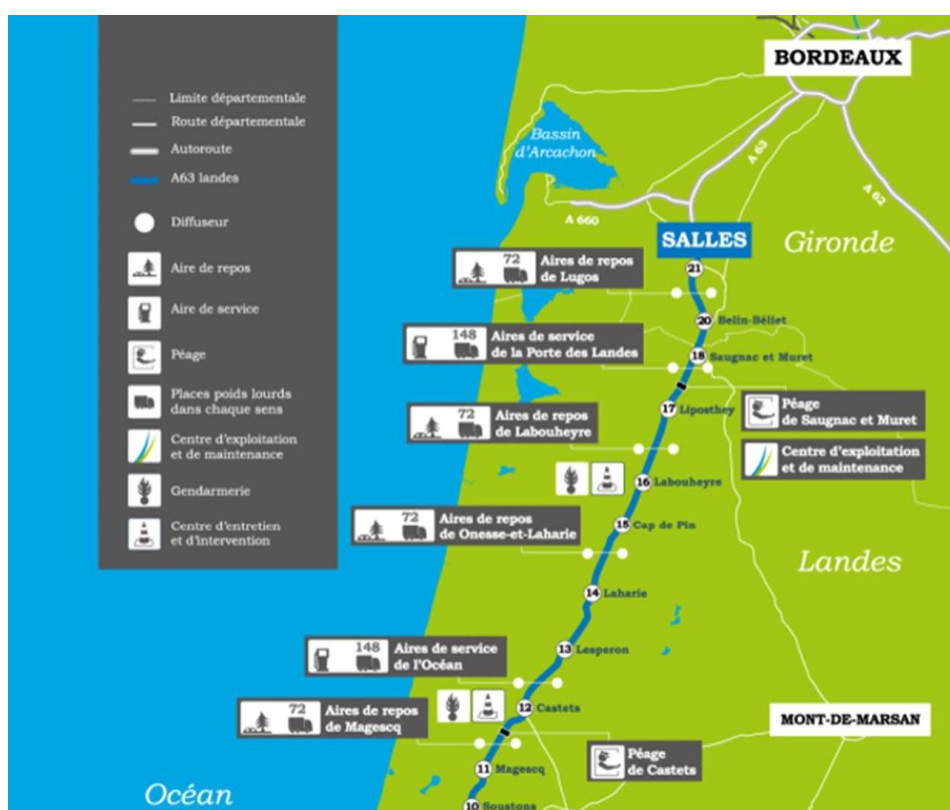 Limite départementale
Route départementale
Autoroute
A63 landes
Diffuseur
Aire de repos
Aire de service
Péage
Places poids lourds
dans chaque sens
Centre d'exploitation
et de maintenance
Gendarmerie
Centre d'entretien
et d'intervention
BORDEAUX
Bassin
d'Arcachon
A 63
A 62
A 660
SALLES
Gironde
72
Aires de repos
de Lugos
21
20 Belin-Béliet
148
Aires de service
de la Porte des Landes
18 Saugnac et Muret
Péage
de Saugnac et Muret
17 Liposthey
72
Aires de repos
de Labouheyre
Centre d'exploitation
et de maintenance
16 Labouheyre
72
Aires de repos
de Onesse-et-Laharie
15 Cap de Pin
Landes
14 Laharie
148
Aires de service
de l'Océan
13 Lesperon
72
Aires de repos
de Magescq
12 Castets
MONT-DE-MARSAN
Péage
de Castets
11 Magescq
Océan
10 Soustons